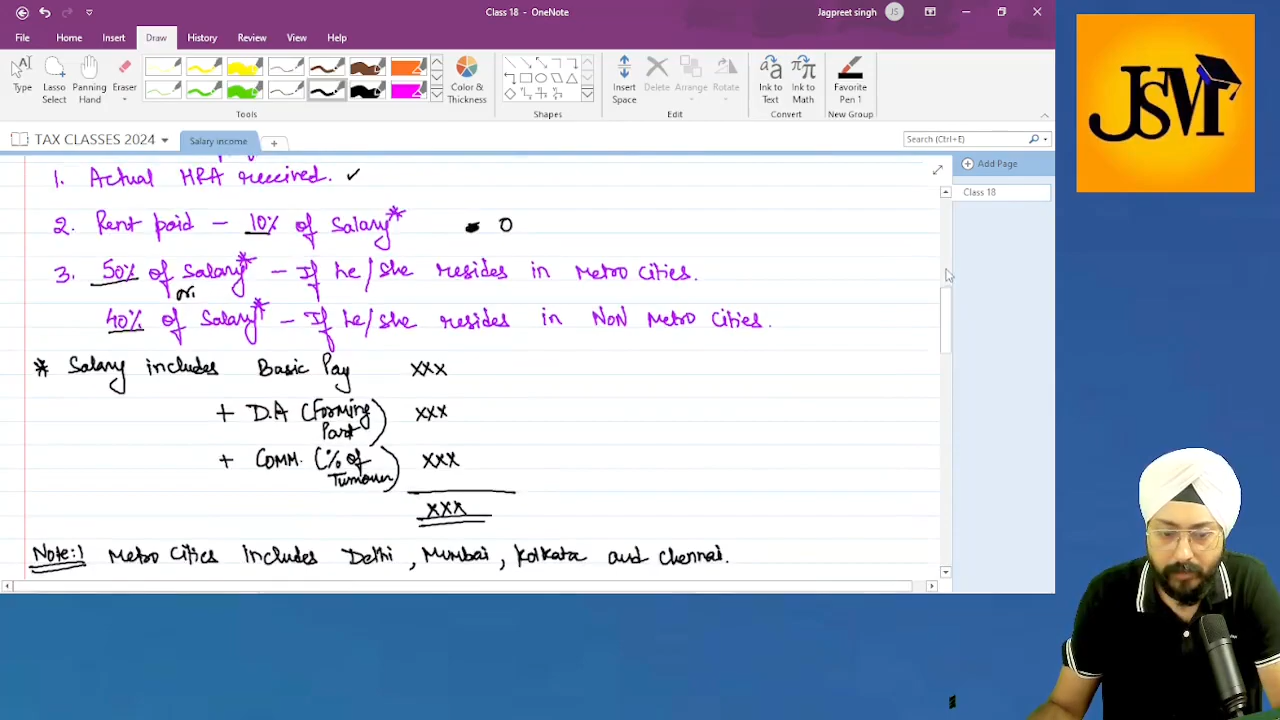 Class 18 - OneNote
Jagpreet singh JS
File Home Insert Draw History Review View Help
Type
Lasso Select
Panning Hand
Eraser
Color & Thickness
Insert Space
Delete
Arrange
Rotate
Ink to Text
Ink to Math
Favorite Pen 1
Tools
Shapes
Edit
Convert
New Group
TAX CLASSES 2024
Salary income
Search (Ctrl+E)
Add Page
Class 18
JSM
1. Actual HRA received. ✓
2. Rent paid - 10% of Salary* 0
3. 50% of Salary* - If he/she resides in Metro Cities.
or
40% of Salary* - If he/she resides in NON Metro Cities.
* Salary includes Basic Pay xxx
+ D.A (Forming Part) xxx
+ COMM. (% of Turnover) xxx
xxx
Note:1 Metro Cities includes Delhi, Mumbai, Kolkata and Chennai.